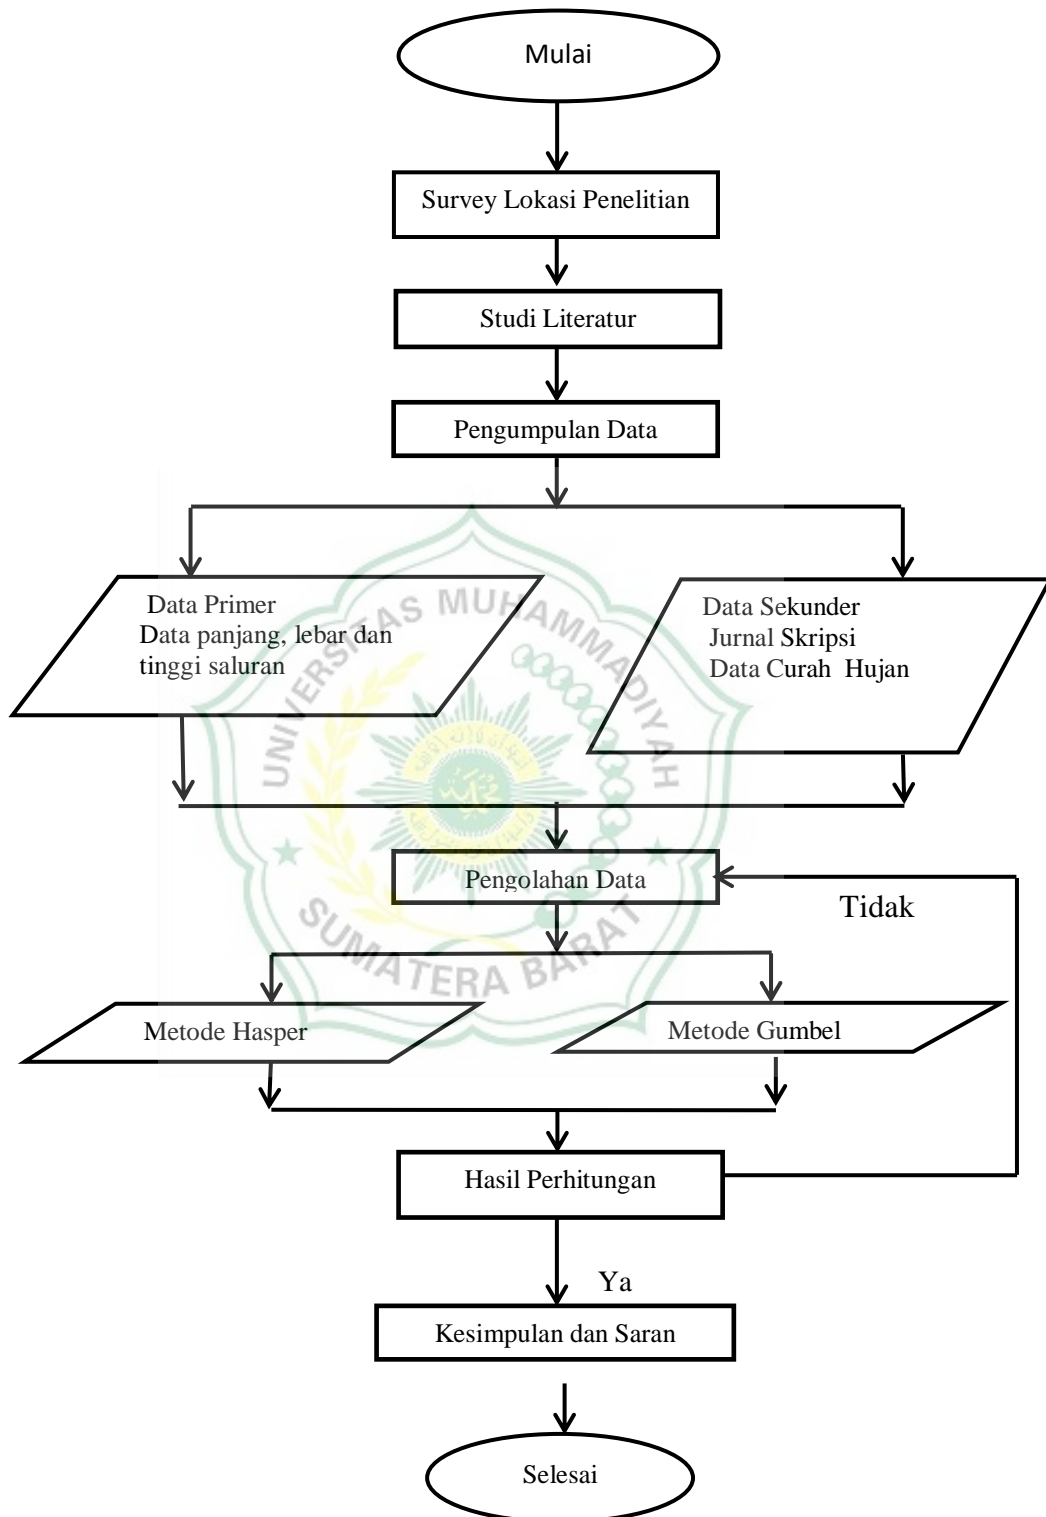 Mulai
Survey Lokasi Penelitian
Studi Literatur
Pengumpulan Data
Data Primer
Data panjang, lebar dan
tinggi saluran
Data Sekunder
Jurnal Skripsi
Data Curah Hujan
UNIVERSITAS MUHAMMADIYAH
SUMATERA BARAT
Pengolahan Data
Tidak
Metode Hasper
Metode Gumbel
Hasil Perhitungan
Ya
Kesimpulan dan Saran
Selesai